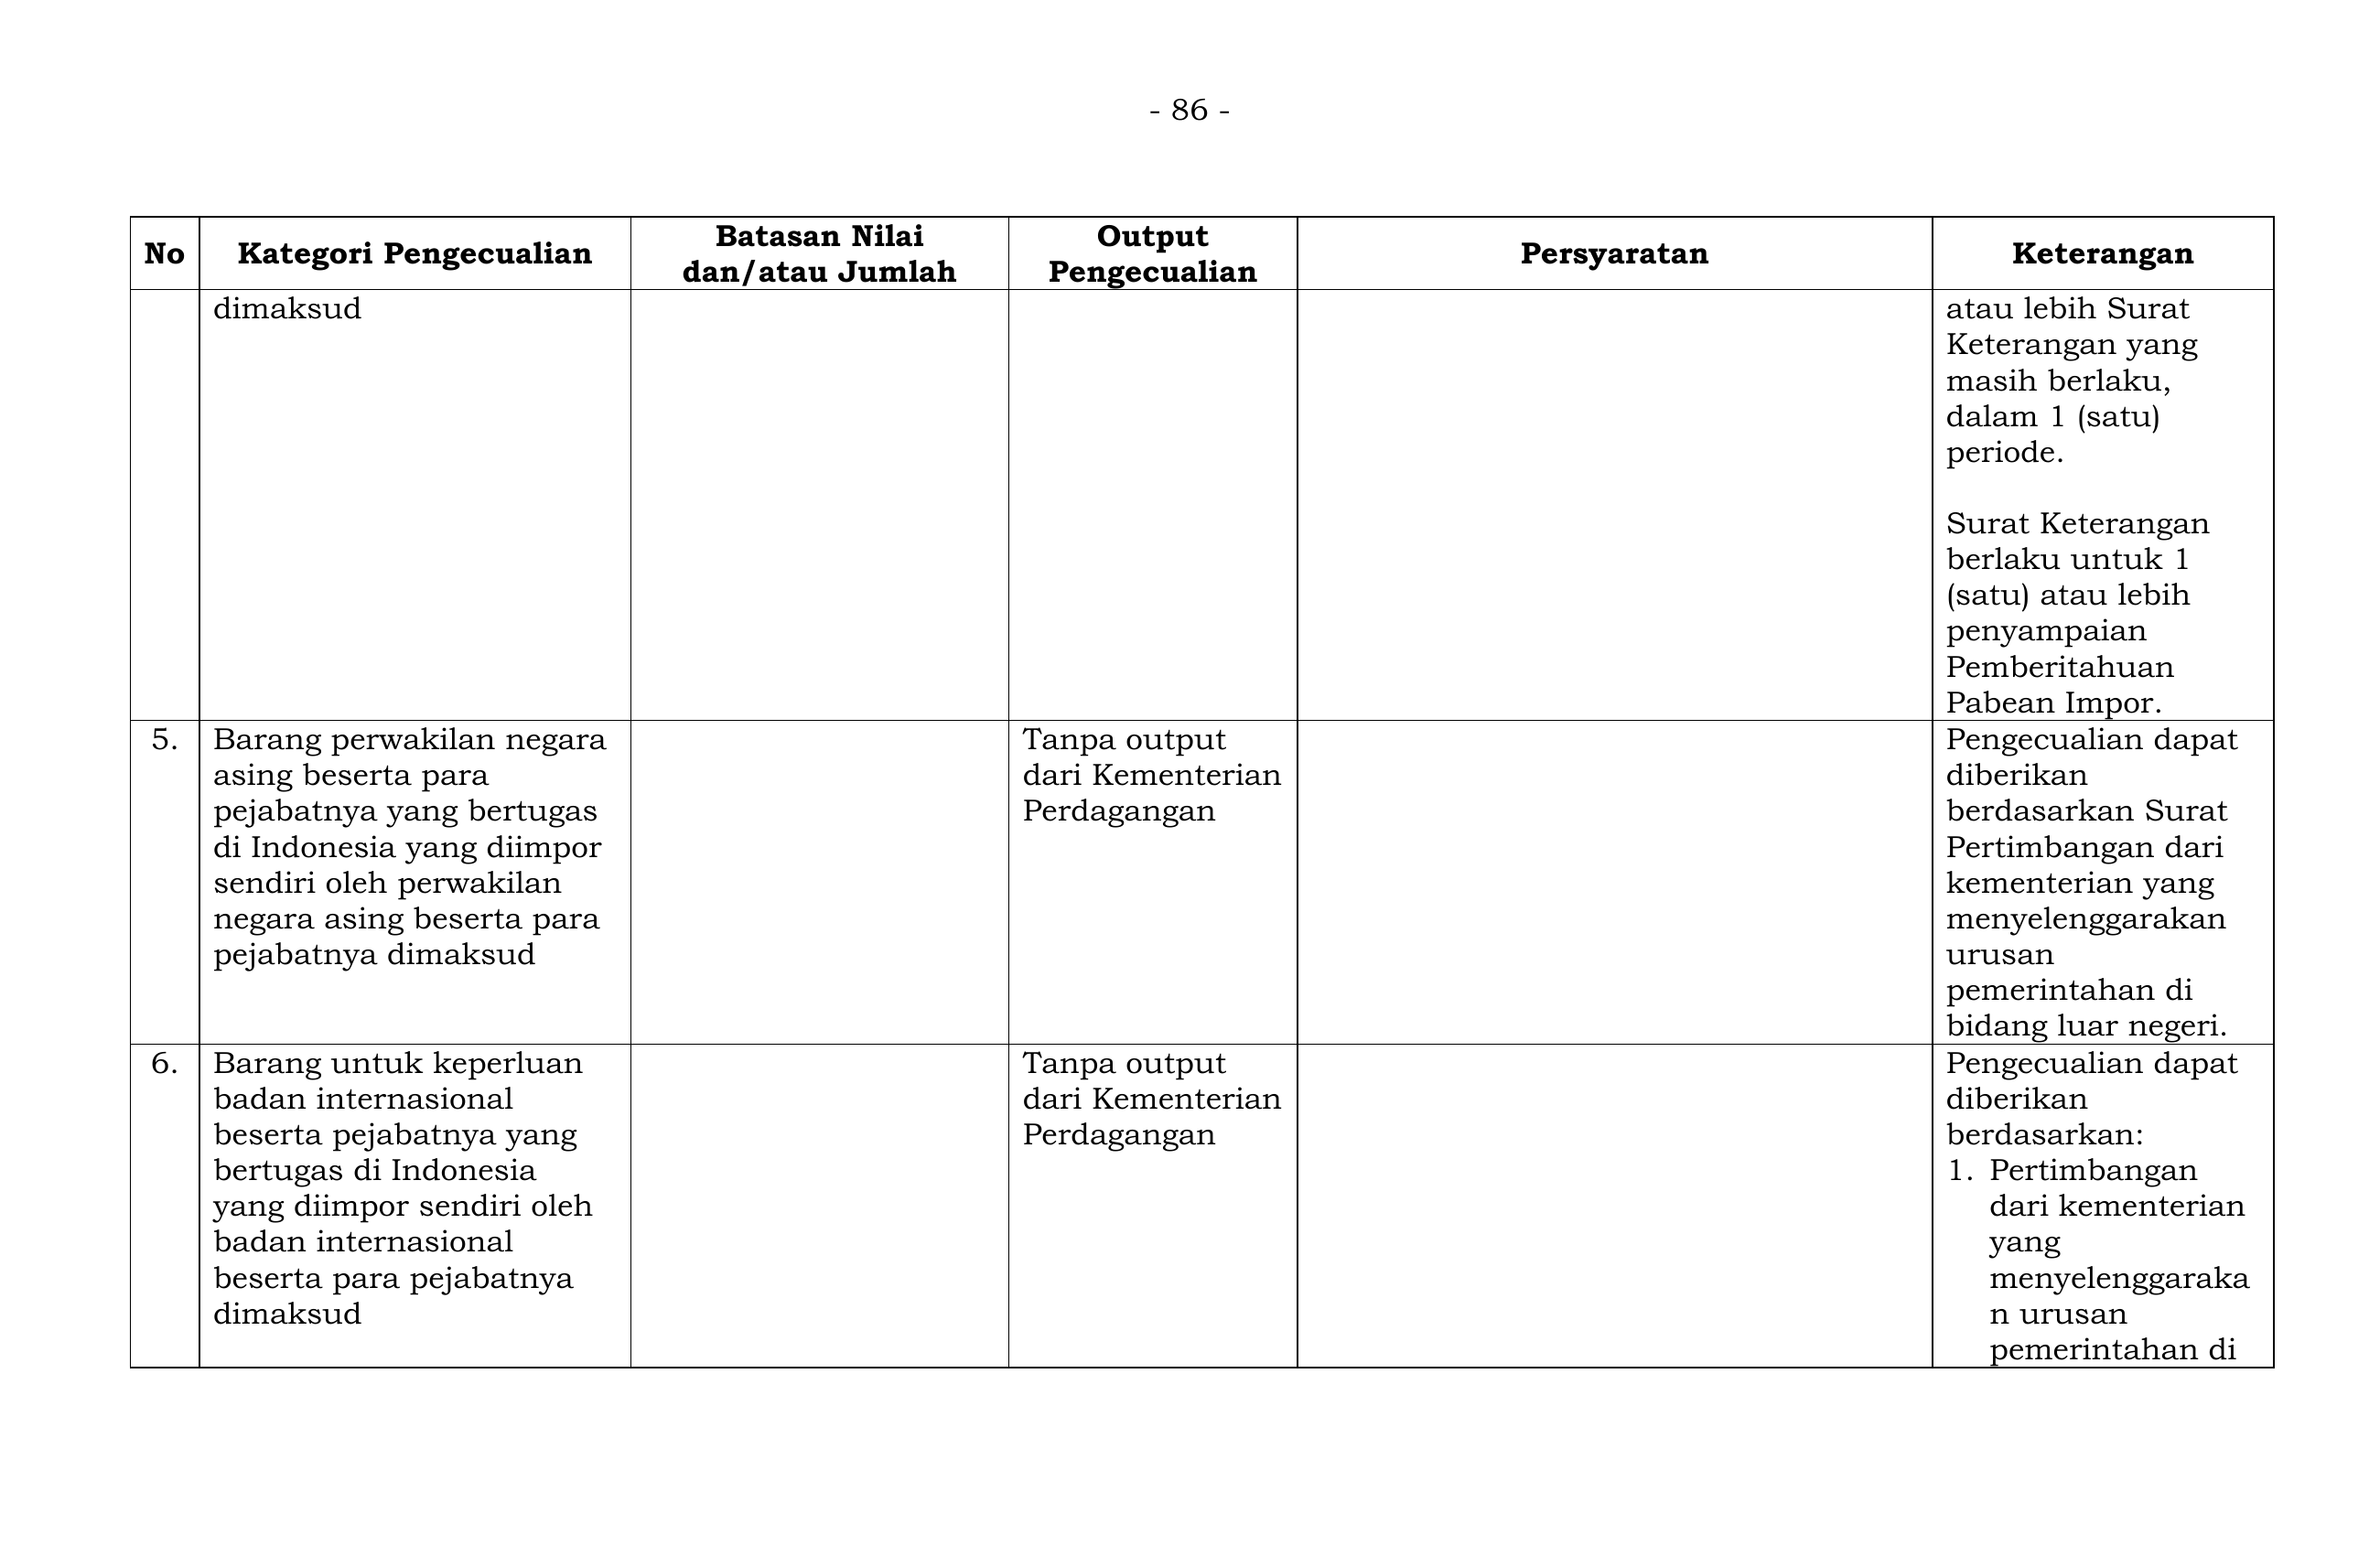 - 86 -
No
Kategori Pengecualian
Batasan Nilai
dan/atau Jumlah
Output
Pengecualian
Persyaratan
Keterangan
dimaksud
atau lebih Surat
Keterangan yang
masih berlaku,
dalam 1 (satu)
periode.
Surat Keterangan
berlaku untuk 1
(satu) atau lebih
penyampaian
Pemberitahuan
Pabean Impor.
5.
Barang perwakilan negara
asing beserta para
pejabatnya yang bertugas
di Indonesia yang diimpor
sendiri oleh perwakilan
negara asing beserta para
pejabatnya dimaksud
Tanpa output
dari Kementerian
Perdagangan
Pengecualian dapat
diberikan
berdasarkan Surat
Pertimbangan dari
kementerian yang
menyelenggarakan
urusan
pemerintahan di
bidang luar negeri.
6.
Barang untuk keperluan
badan internasional
beserta pejabatnya yang
bertugas di Indonesia
yang diimpor sendiri oleh
badan internasional
beserta para pejabatnya
dimaksud
Tanpa output
dari Kementerian
Perdagangan
Pengecualian dapat
diberikan
berdasarkan:
1. Pertimbangan
dari kementerian
yang
menyelenggaraka
n urusan
pemerintahan di